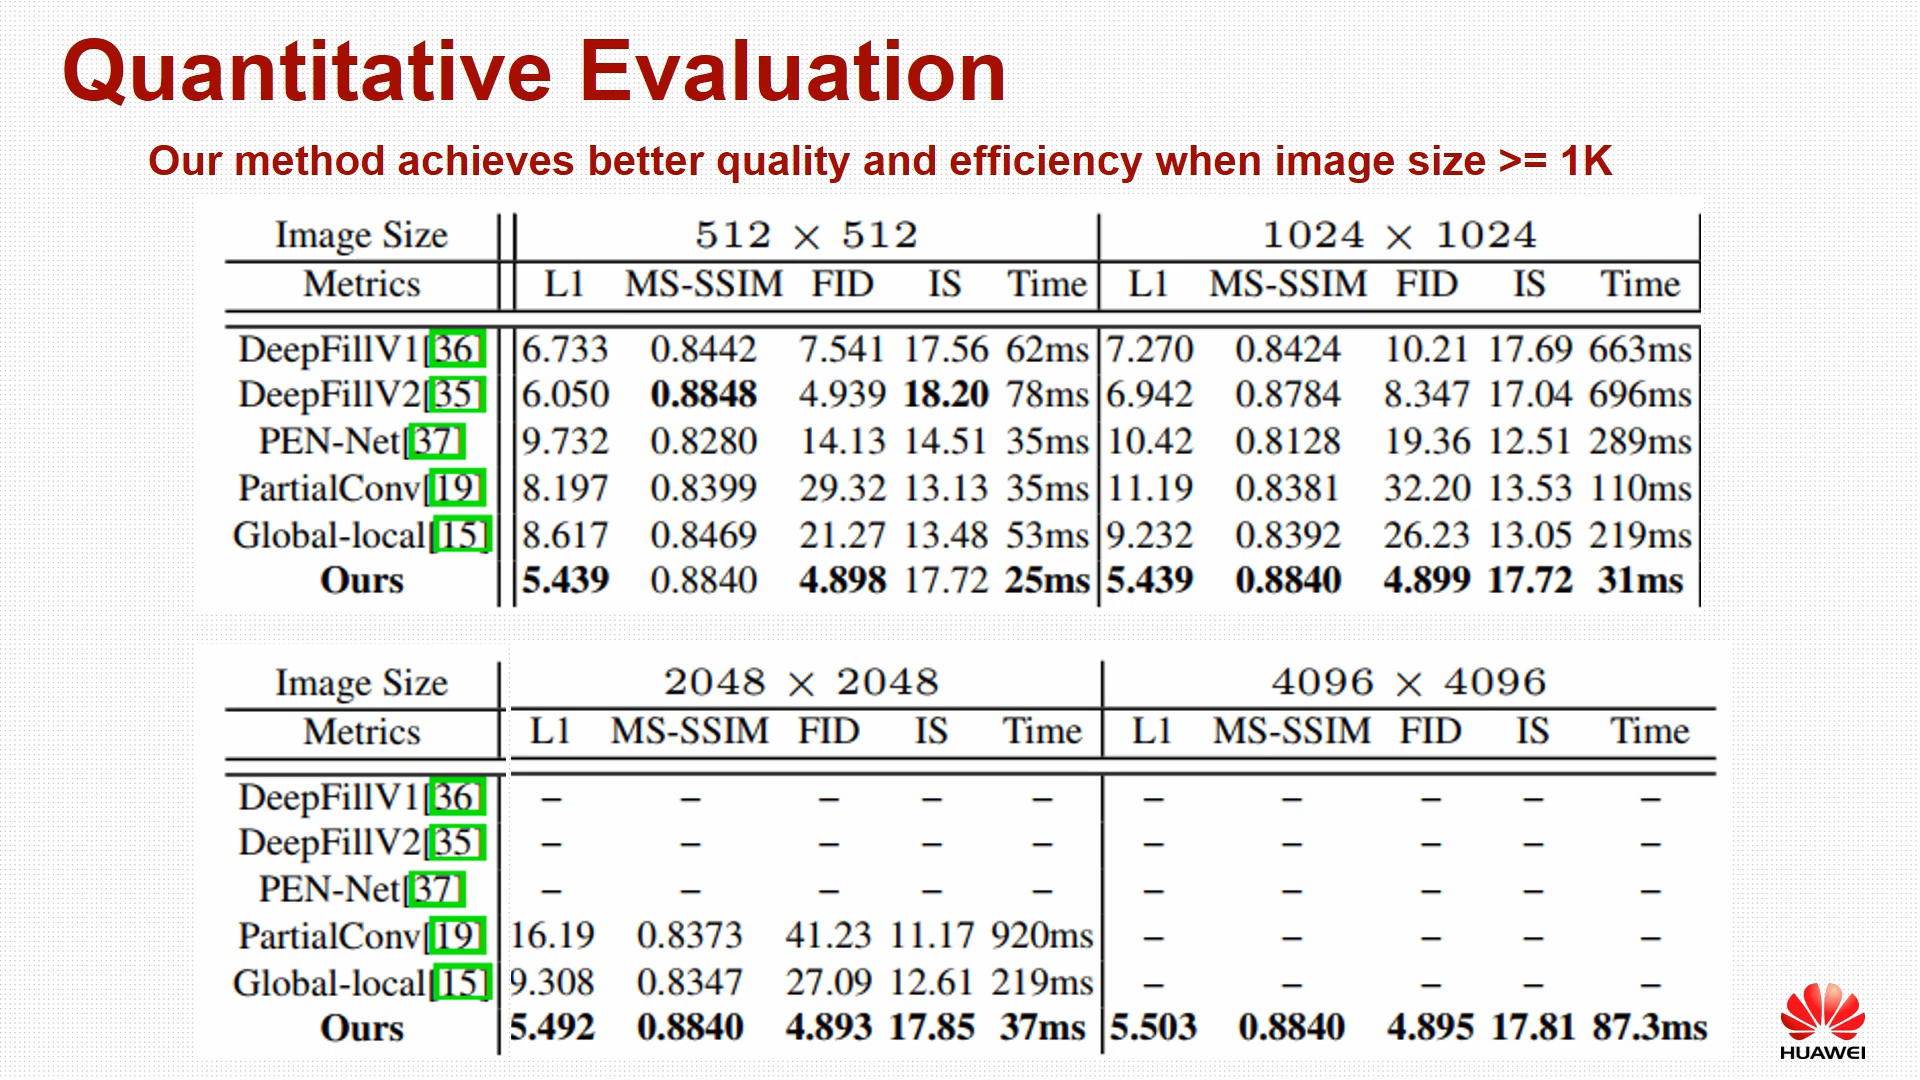 Quantitative Evaluation
Our method achieves better quality and efficiency when image size >= 1K
Image Size 512 × 512 1024 × 1024
Metrics L1 MS-SSIM FID IS Time L1 MS-SSIM FID IS Time
DeepFillV1[36] 6.733 0.8442 7.541 17.56 62ms 7.270 0.8424 10.21 17.69 663ms
DeepFillV2[35] 6.050 0.8848 4.939 18.20 78ms 6.942 0.8784 8.347 17.04 696ms
PEN-Net[37] 9.732 0.8280 14.13 14.51 35ms 10.42 0.8128 19.36 12.51 289ms
PartialConv[19] 8.197 0.8399 29.32 13.13 35ms 11.19 0.8381 32.20 13.53 110ms
Global-local[15] 8.617 0.8469 21.27 13.48 53ms 9.232 0.8392 26.23 13.05 219ms
Ours 5.439 0.8840 4.898 17.72 25ms 5.439 0.8840 4.899 17.72 31ms
Image Size 2048 × 2048 4096 × 4096
Metrics L1 MS-SSIM FID IS Time L1 MS-SSIM FID IS Time
DeepFillV1[36] – – – – – – – – – –
DeepFillV2[35] – – – – – – – – – –
PEN-Net[37] – – – – – – – – – –
PartialConv[19] 16.19 0.8373 41.23 11.17 920ms – – – – –
Global-local[15] 9.308 0.8347 27.09 12.61 219ms – – – – –
Ours 5.492 0.8840 4.893 17.85 37ms 5.503 0.8840 4.895 17.81 87.3ms
HUAWEI